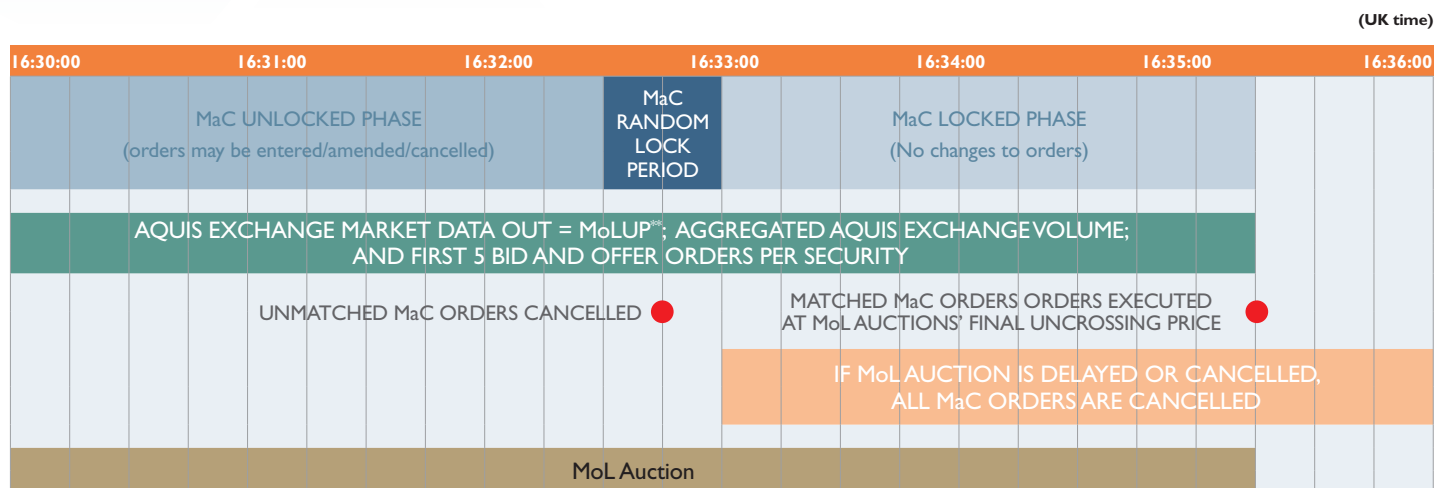 (UK time)
16:30:00 16:31:00 16:32:00 16:33:00 16:34:00 16:35:00 16:36:00
MaC UNLOCKED PHASE
(orders may be entered/amended/cancelled)
MaC
RANDOM
LOCK
PERIOD
MaC LOCKED PHASE
(No changes to orders)
AQUIS EXCHANGE MARKET DATA OUT = MoLUP**; AGGREGATED AQUIS EXCHANGE VOLUME;
AND FIRST 5 BID AND OFFER ORDERS PER SECURITY
UNMATCHED MaC ORDERS CANCELLED
MATCHED MaC ORDERS ORDERS EXECUTED
AT MoL AUCTIONS' FINAL UNCROSSING PRICE
IF MoL AUCTION IS DELAYED OR CANCELLED,
ALL MaC ORDERS ARE CANCELLED
MoL Auction